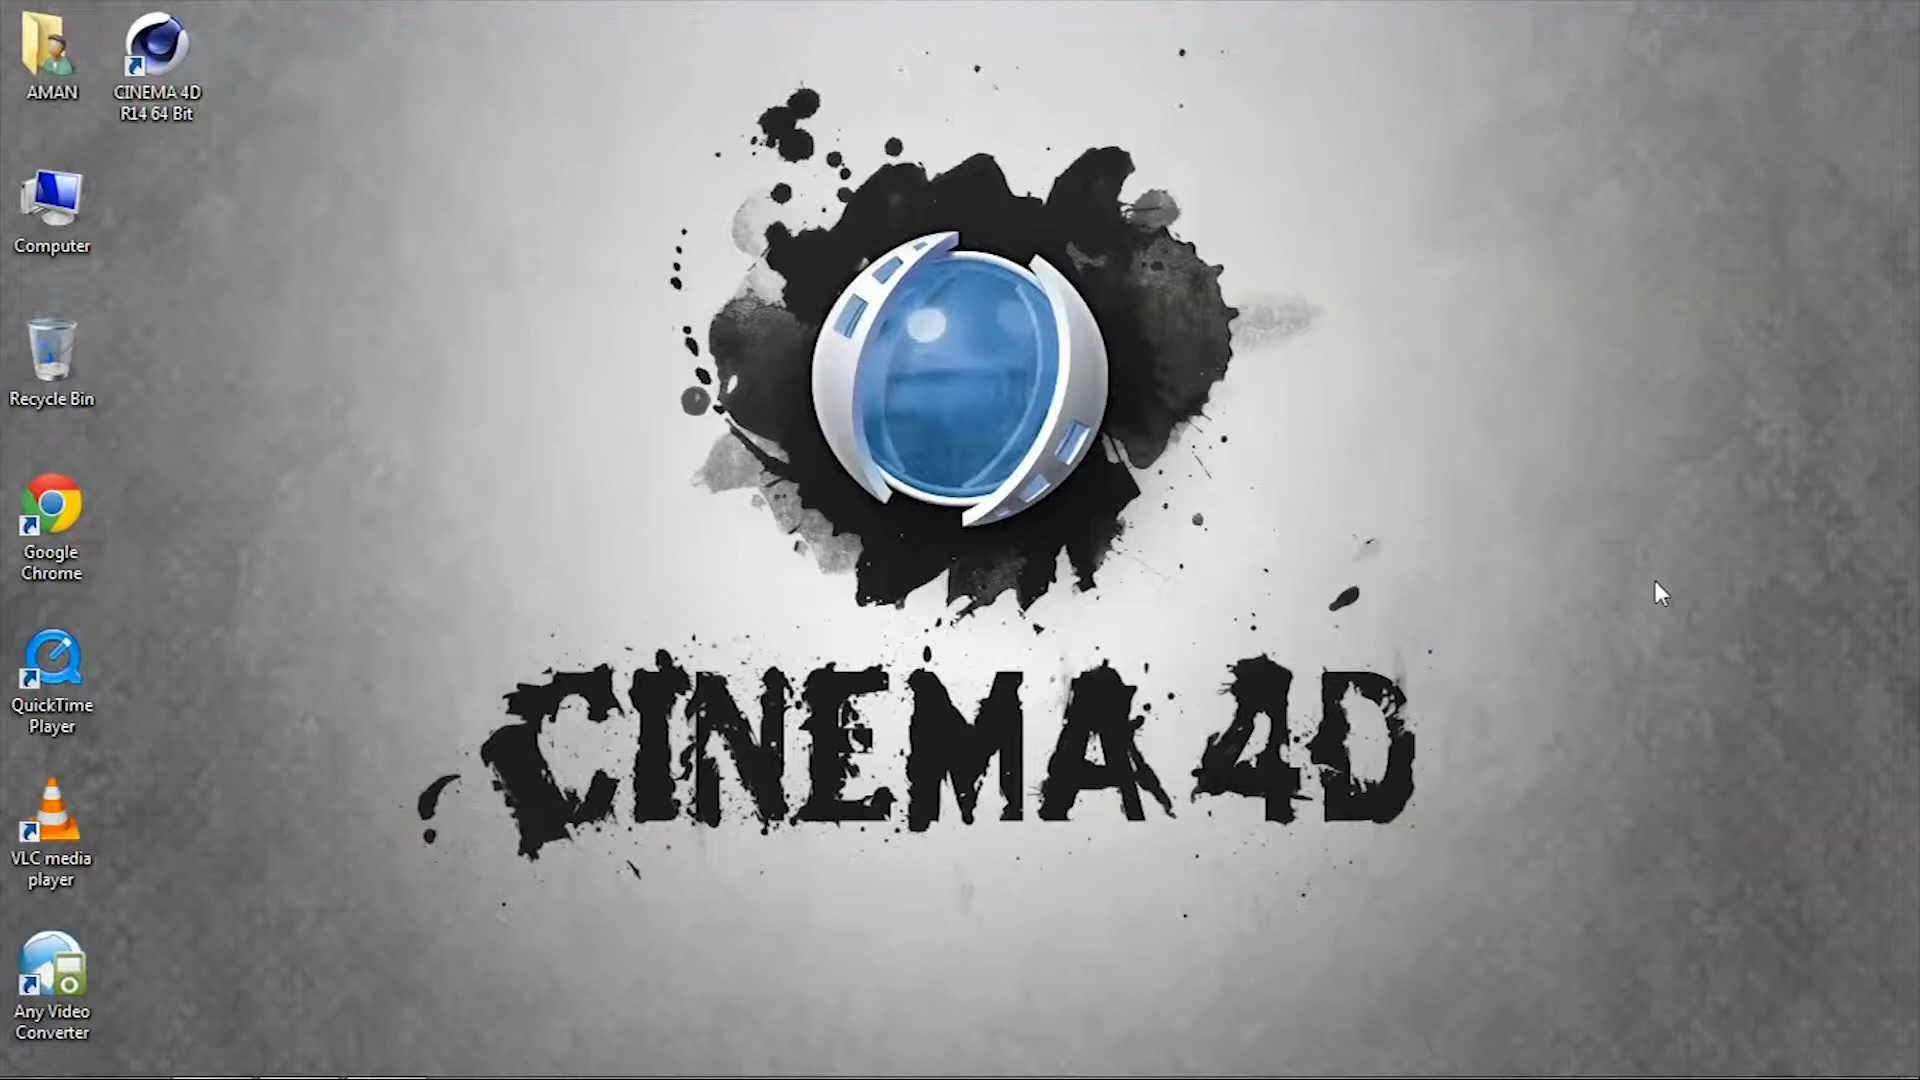 AMAN
CINEMA 4D
R14 64 Bit
Computer
Recycle Bin
Google
Chrome
QuickTime
Player
VLC media
player
Any Video
Converter
CINEMA 4D